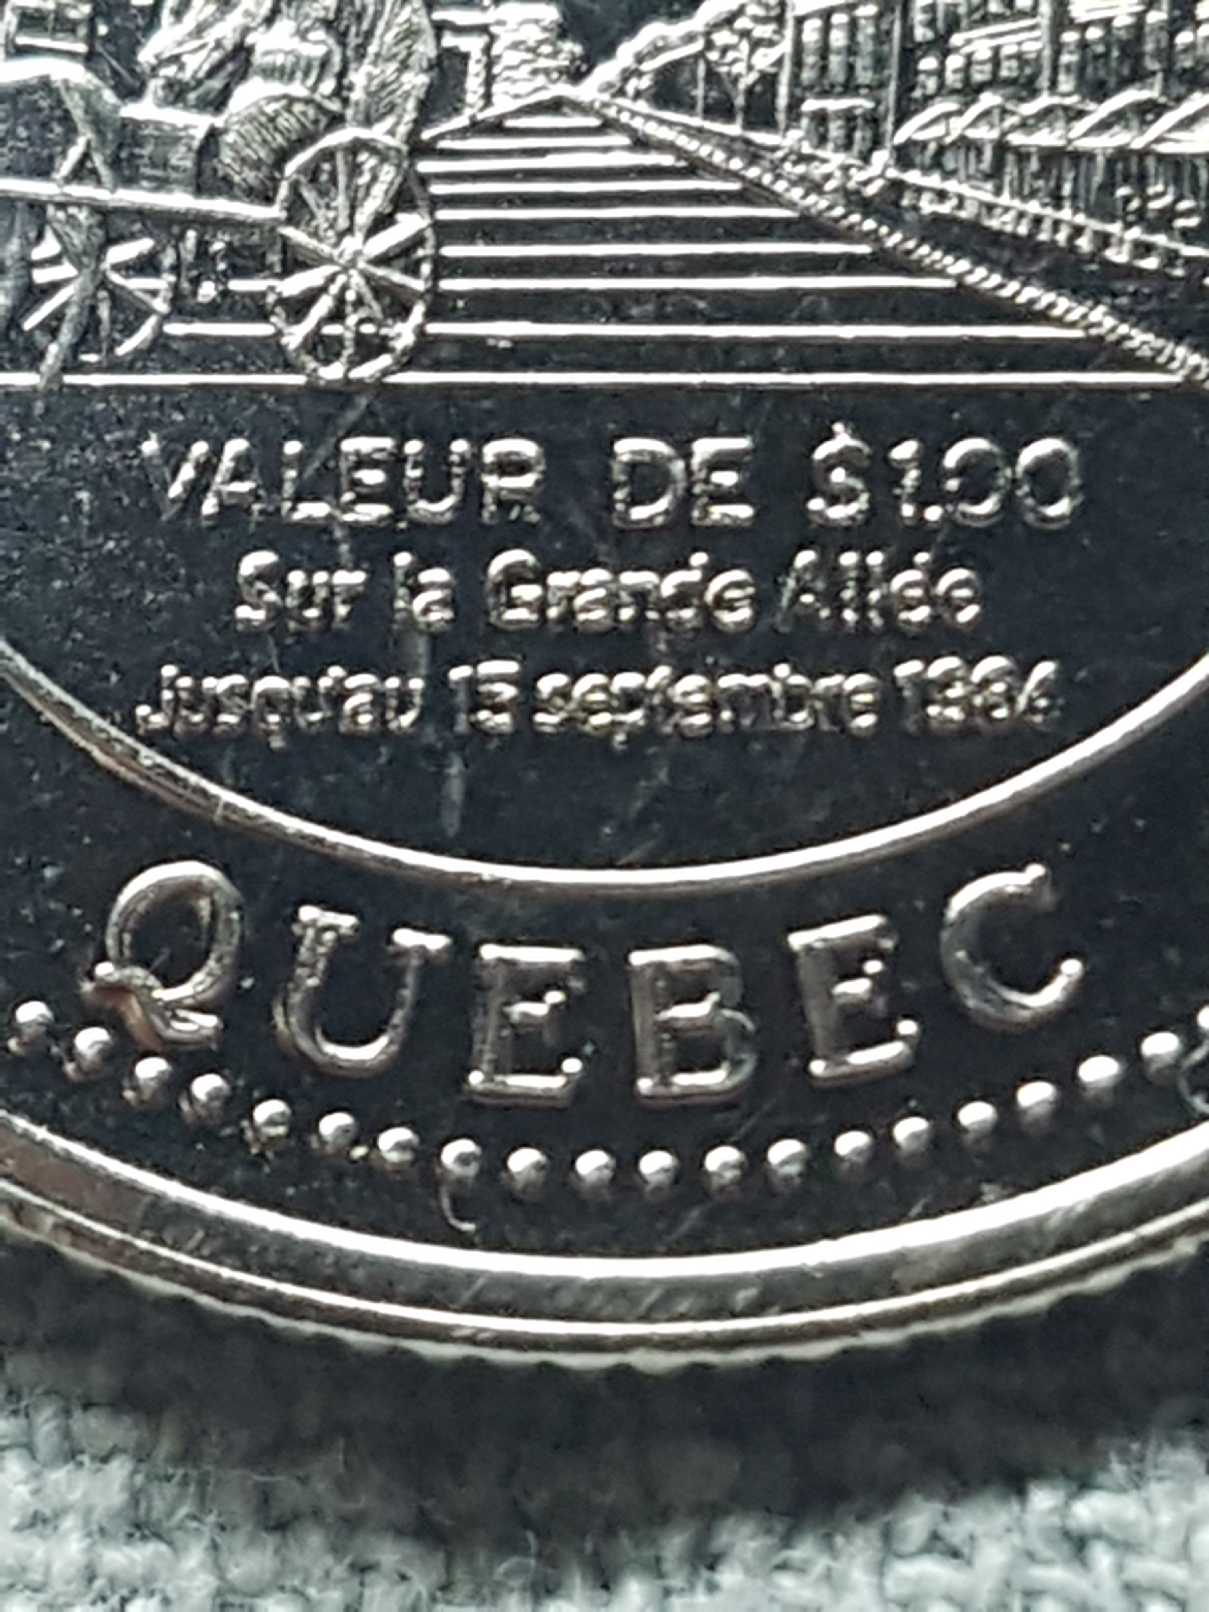 VALEUR DE $1.00
Sur la Grande Allée
Jusqu'au 15 septembre 1984
QUEBEC